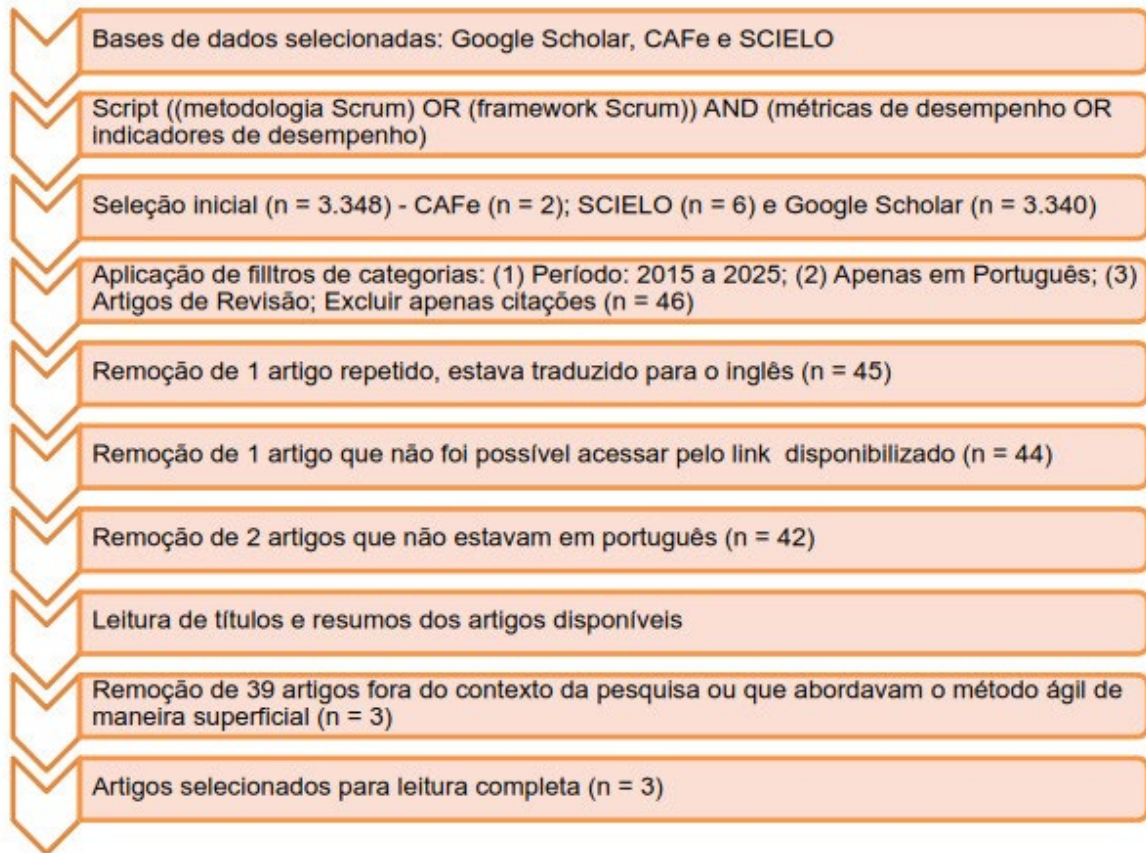 Bases de dados selecionadas: Google Scholar, CAFe e SCIELO
Script ((metodologia Scrum) OR (framework Scrum)) AND (métricas de desempenho OR
indicadores de desempenho)
Seleção inicial (n = 3.348) - CAFe (n = 2); SCIELO (n = 6) e Google Scholar (n = 3.340)
Aplicação de filltros de categorias: (1) Período: 2015 a 2025; (2) Apenas em Português; (3)
Artigos de Revisão; Excluir apenas citações (n = 46)
Remoção de 1 artigo repetido, estava traduzido para o inglês (n = 45)
Remoção de 1 artigo que não foi possível acessar pelo link disponibilizado (n = 44)
Remoção de 2 artigos que não estavam em português (n = 42)
Leitura de títulos e resumos dos artigos disponíveis
Remoção de 39 artigos fora do contexto da pesquisa ou que abordavam o método ágil de
maneira superficial (n = 3)
Artigos selecionados para leitura completa (n = 3)